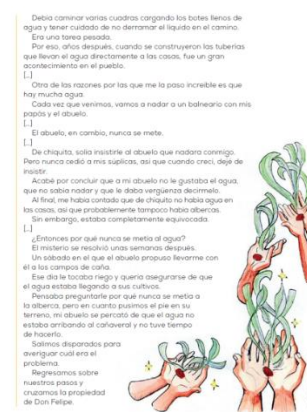 Debía caminar varias cuadras cargando los botes llenos de
agua y tener cuidado de no derramar el líquido en el camino.
Era una tarea pesada.
Por eso, años después, cuando se construyeron las tuberías
que llevan el agua directamente a las casas, fue un gran
acontecimiento en el pueblo.
[...]
Otra de las razones por las que me la paso increíble es que
hay mucha agua.
Cada vez que venimos, vamos a nadar a un balneario con mis
papás y el abuelo.
[...]
El abuelo, en cambio, nunca se mete.
[...]
De chiquita, solía insistirle al abuelo que nadara conmigo.
Pero nunca cedió a mis súplicas, así que cuando crecí, dejé de
insistir.
Acabé por concluir que a mi abuelo no le gustaba el agua,
que no sabía nadar y que le daba vergüenza decírmelo.
Al final, me había contado que de chiquito no había agua en
las casas, así que probablemente tampoco había albercas.
Sin embargo, estaba completamente equivocada.
[...]
¿Entonces por qué nunca se metía al agua?
El misterio se resolvió unas semanas después.
Un sábado en el que el abuelo propuso llevarme con
él a los campos de caña.
Ese día le tocaba riego y quería asegurarse de que
el agua estaba llegando a sus cultivos.
Pensaba preguntarle por qué nunca se metía a
la alberca, pero en cuanto pusimos el pie en su
terreno, mi abuelo se percató de que el agua no
estaba arribando al cañaveral y no tuve tiempo
de hacerlo.
Salimos disparados para
averiguar cuál era el
problema.
Regresamos sobre
nuestros pasos y
cruzamos la propiedad
de Don Felipe.